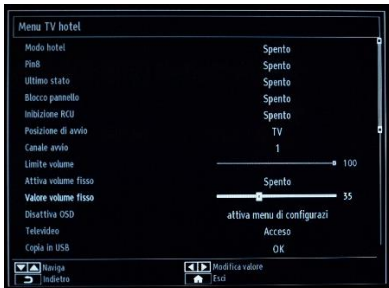 Menu TV hotel
Modo hotel Spento
Pin8 Spento
Ultimo stato Spento
Blocco pannello Spento
Inibizione RCU Spento
Posizione di avvio TV
Canale avvio 1
Limite volume 100
Attiva volume fisso Spento
Valore volume fisso 35
Disattiva OSD attiva menu di configurazi
Televideo Acceso
Copia in USB OK
Naviga Modifica valore
Indietro Esci